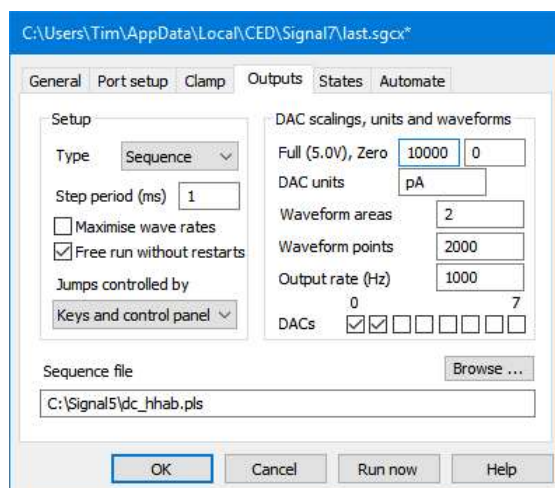 C:\Users\Tim\AppData\Local\CED\Signal7\last.sgcx*
General Port setup Clamp Outputs States Automate
Setup
Type Sequence
Step period (ms) 1
Maximise wave rates
Free run without restarts
Jumps controlled by
Keys and control panel
DAC scalings, units and waveforms
Full (5.0V), Zero 10000 0
DAC units pA
Waveform areas 2
Waveform points 2000
Output rate (Hz) 1000
0 7
DACs
Sequence file
Browse ...
C:\Signal5\dc_hhab.pls
OK Cancel Run now Help